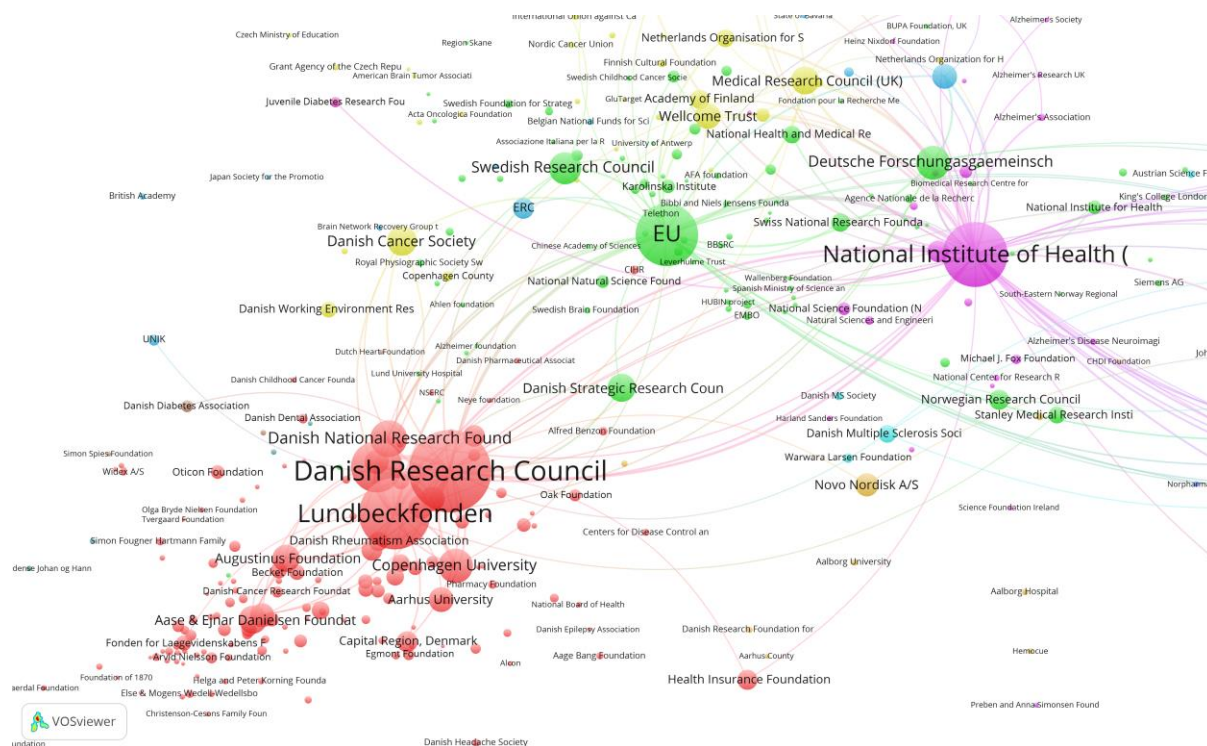 International Union against Ca
State of Bavaria
BUPA Foundation, UK
Alzheimer's Society
Czech Ministry of Education
Region Skane
Nordic Cancer Union
Netherlands Organisation for S
Heinz Nixdorf Foundation
Netherlands Organization for H
Finnish Cultural Foundation
Grant Agency of the Czech Repu
American Brain Tumor Associati
Swedish Childhood Cancer Socie
Medical Research Council (UK)
Alzheimer's Research UK
Juvenile Diabetes Research Fou
Swedish Foundation for Strateg
GluTarget
Academy of Finland
Fondation pour la Recherche Me
Acta Oncologica Foundation
Belgian National Funds for Sci
Wellcome Trust
Alzheimer's Association
Associazione Italiana per la R
University of Antwerp
National Health and Medical Re
Swedish Research Council
Deutsche Forschungasgaemeinsch
AFA foundation
Japan Society for the Promotio
Karolinska Institute
Biomedical Research Centre for
Austrian Science F
British Academy
Bibbi and Niels Jensens Founda
Agence Nationale de la Recherc
King's College London
ERC
Telethon
National Institute for Health
Brain Network Recovery Group t
Swiss National Research Founda
EU
Danish Cancer Society
Chinese Academy of Sciences
BBSRC
National Institute of Health (
Royal Physiographic Society Sw
Leverhulme Trust
Copenhagen County
CIHR
National Natural Science Found
Wallenberg Foundation
Siemens AG
Spanish Ministry of Science an
South-Eastern Norway Regional
Ahlen foundation
HUBIN project
Danish Working Environment Res
Swedish Brain Foundation
National Science Foundation (N
EMBO
Natural Sciences and Engineeri
UNIK
Alzheimer foundation
Alzheimer's Disease Neuroimagi
Dutch Heart Foundation
Danish Pharmaceutical Associat
Michael J. Fox Foundation
Joh
Lund University Hospital
CHDI Foundation
Danish Childhood Cancer Founda
National Center for Research R
Danish Strategic Research Coun
NSERC
Neye foundation
Danish MS Society
Norwegian Research Council
Danish Diabetes Association
Danish Dental Association
Harland Sanders Foundation
Stanley Medical Research Insti
Alfred Benzon Foundation
Danish National Research Found
Danish Multiple Sclerosis Soci
Simon Spies Foundation
Warwara Larsen Foundation
Widex A/S
Oticon Foundation
Danish Research Council
Novo Nordisk A/S
Norpharma
Oak Foundation
Olga Bryde Nielsen Foundation
Lundbeckfonden
Science Foundation Ireland
Tvergaard Foundation
Centers for Disease Control an
Simon Fougner Hartmann Family
Danish Rheumatism Association
Augustinus Foundation
Copenhagen University
Aalborg University
dense Johan og Hann
Becket Foundation
Pharmacy Foundation
Danish Cancer Research Foundat
Aalborg Hospital
Aarhus University
National Board of Health
Aase & Ejnar Danielsen Foundat
Danish Epilepsy Association
Danish Research Foundation for
Fonden for Laegevidenskabens F
Capital Region, Denmark
Aarhus County
Hemocue
Arvid Nielsson Foundation
Egmont Foundation
Alcon
Aage Bang Foundation
Foundation of 1870
Helga and Peter Korning Founda
Health Insurance Foundation
aerdal Foundation
Else & Mogens Wedell-Wedellsbo
Preben and Anna Simonsen Found
Christenson-Cesons Family Foun
VOSviewer
undation
Danish Headache Society